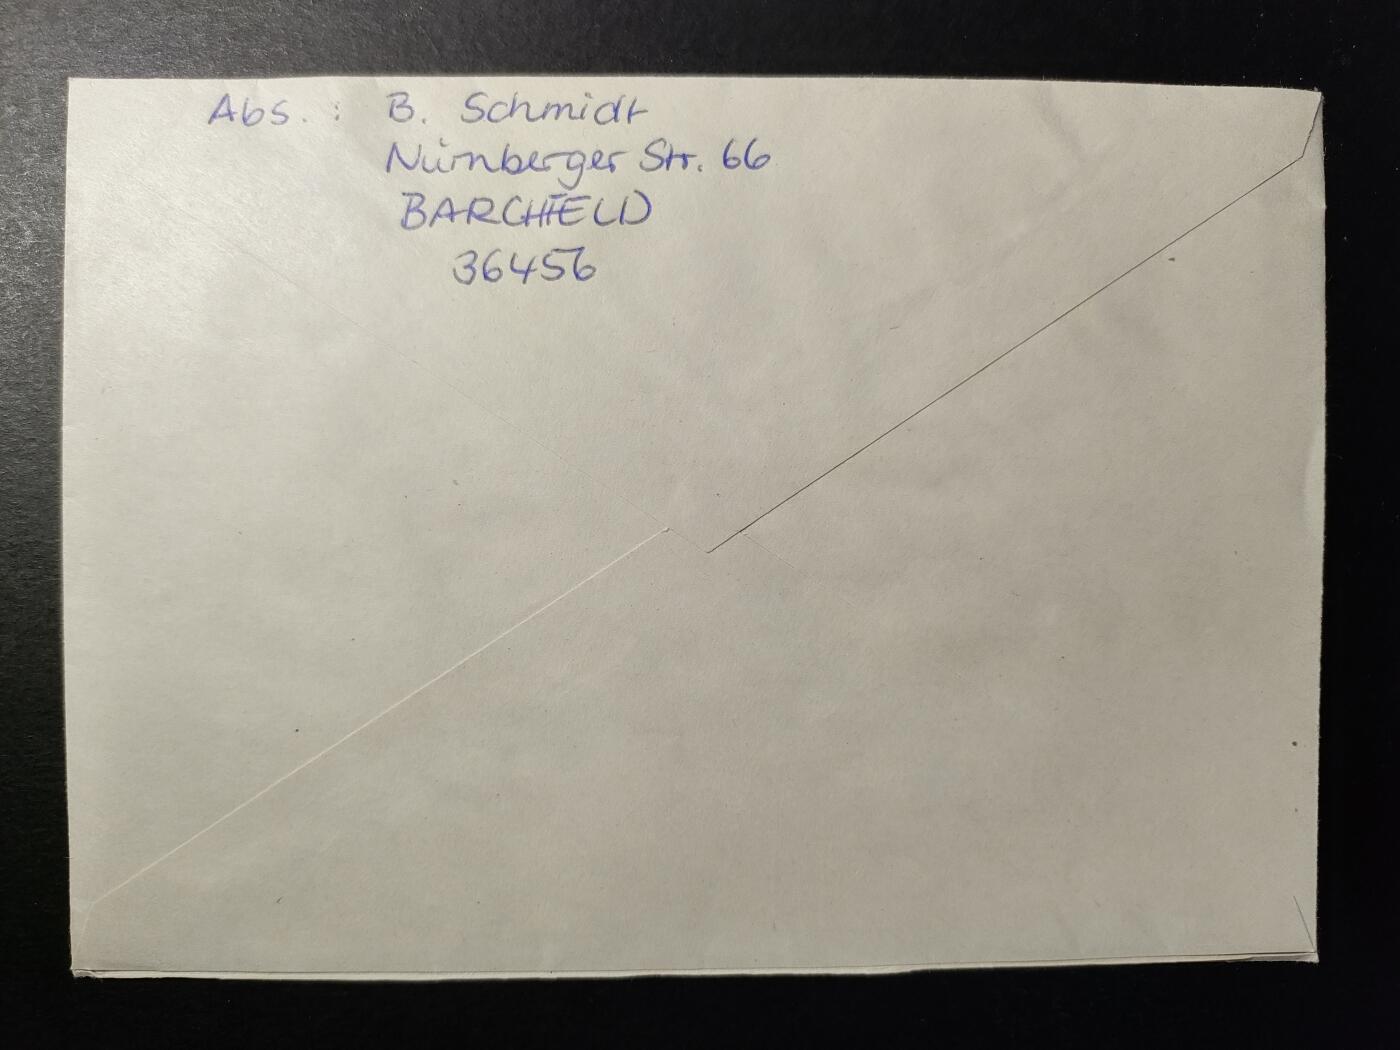 Abs. : B. Schmidt
Nürnberger Str. 66
BARCHFELD
36456